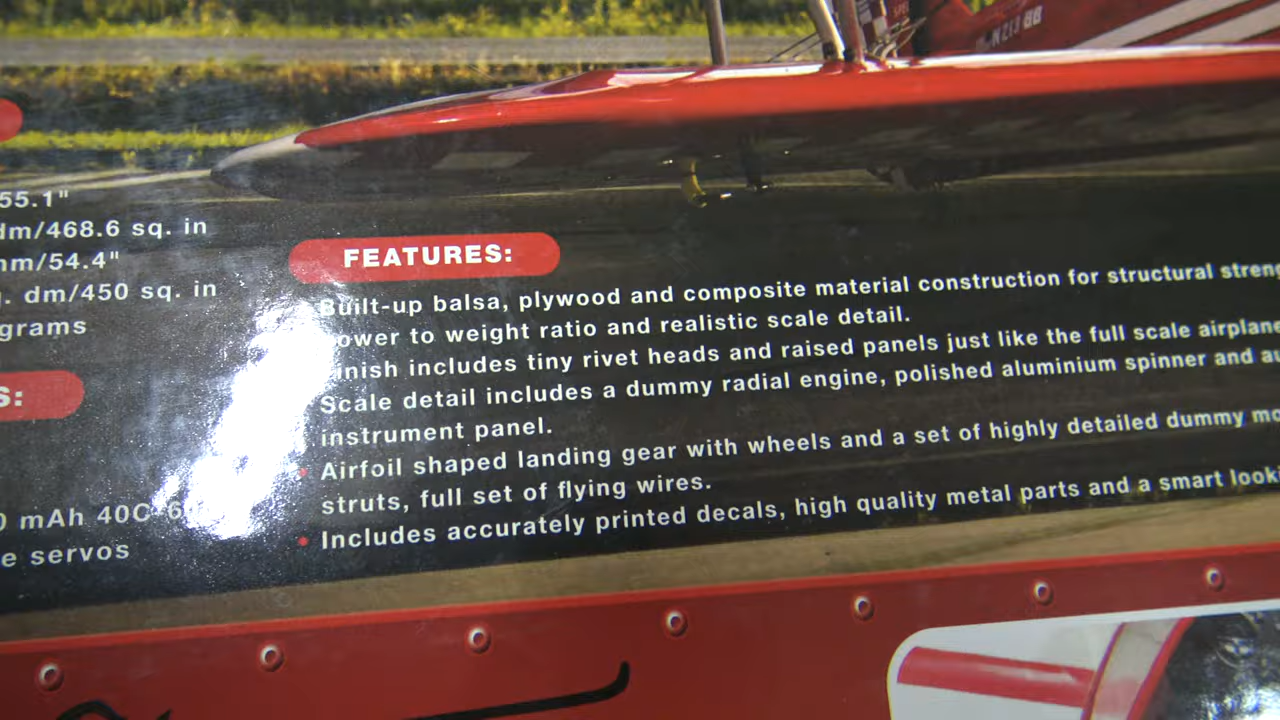 55.1"
dm/468.6 sq. in
mm/54.4"
. dm/450 sq. in
grams
S:
0 mAh 40C 6
e servos
FEATURES:
Built-up balsa, plywood and composite material construction for structural streng
ower to weight ratio and realistic scale detail.
inish includes tiny rivet heads and raised panels just like the full scale airplane
Scale detail includes a dummy radial engine, polished aluminium spinner and au
instrument panel.
• Airfoil shaped landing gear with wheels and a set of highly detailed dummy mo
struts, full set of flying wires.
• Includes accurately printed decals, high quality metal parts and a smart looki